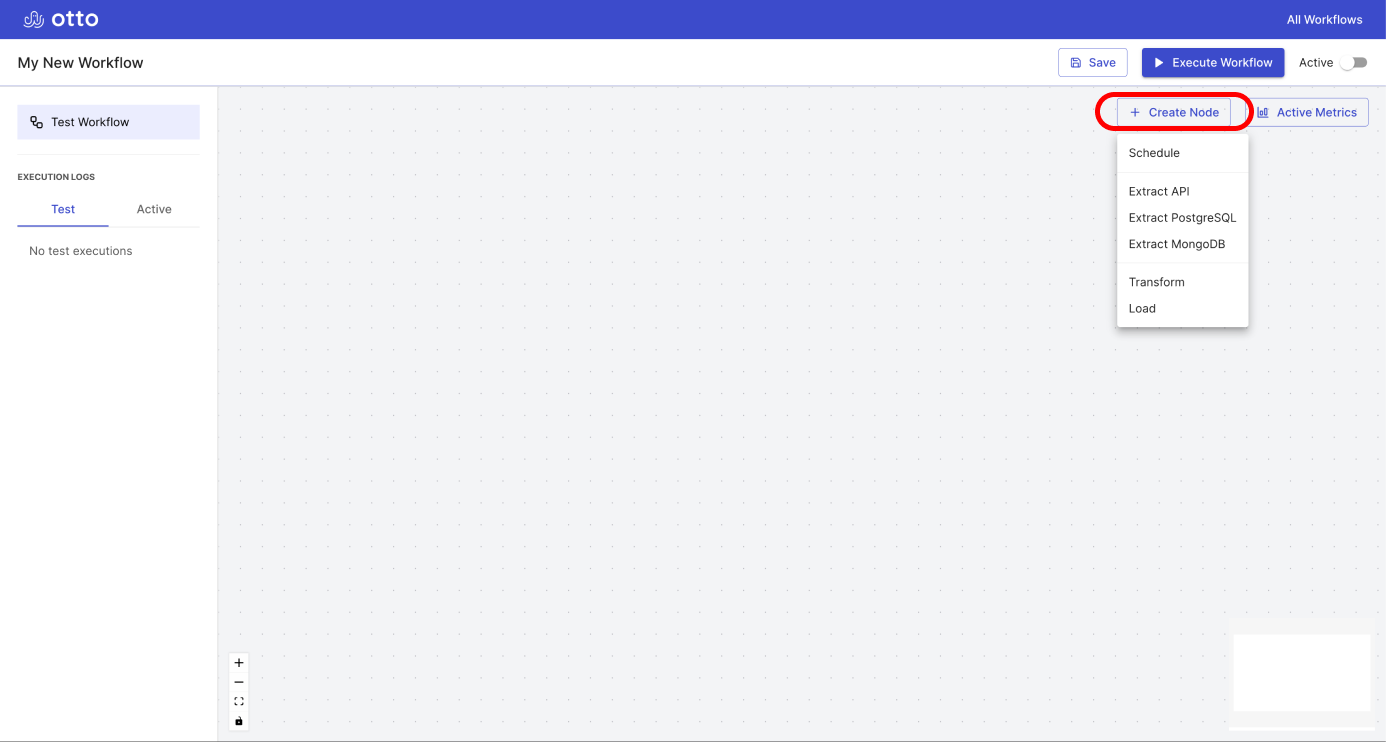 otto
All Workflows
My New Workflow
Save
Execute Workflow
Active
Test Workflow
Create Node
Active Metrics
EXECUTION LOGS
Test
Active
No test executions
Schedule
Extract API
Extract PostgreSQL
Extract MongoDB
Transform
Load